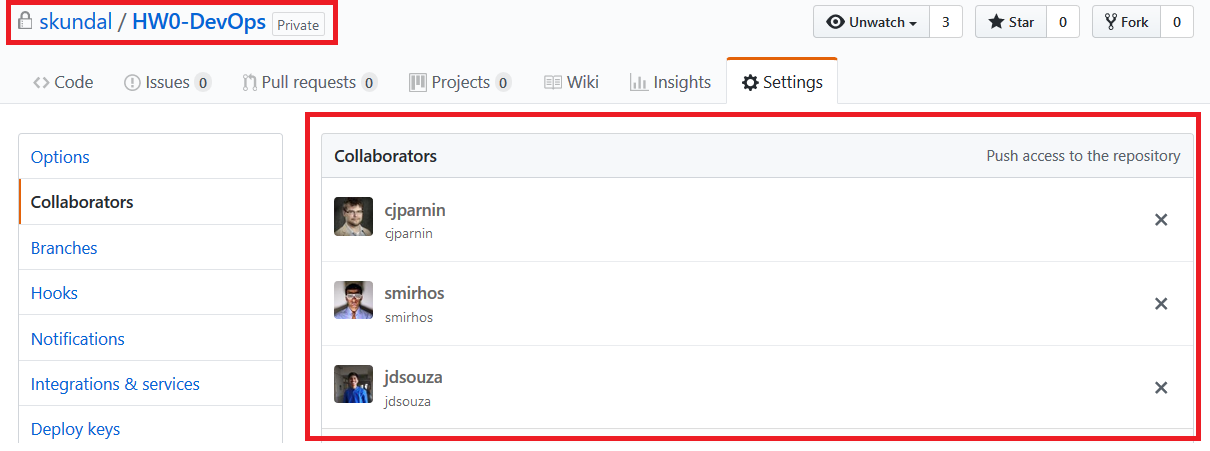 skundal / HW0-DevOps Private
Unwatch 3 Star 0 Fork 0
Code Issues 0 Pull requests 0 Projects 0 Wiki Insights Settings
Options
Collaborators
Branches
Hooks
Notifications
Integrations & services
Deploy keys
Collaborators Push access to the repository
cjparnin
cjparnin
smirhos
smirhos
jdsouza
jdsouza